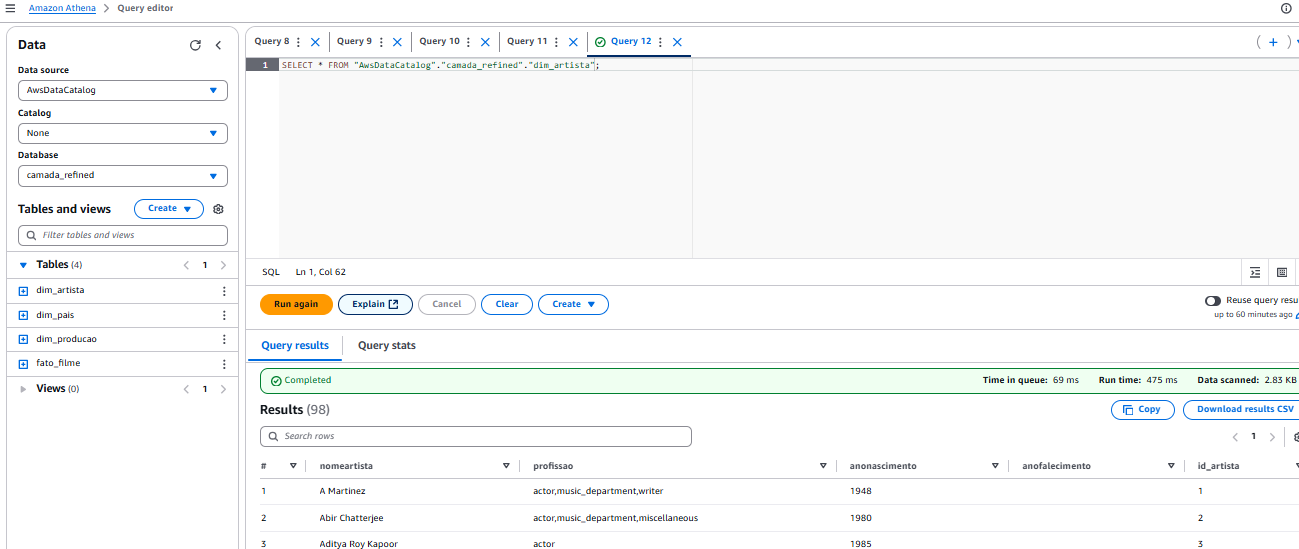 Amazon Athena > Query editor
Data
Data source
AwsDataCatalog
Catalog
None
Database
camada_refined
Tables and views Create
Filter tables and views
Tables (4) < 1 >
dim_artista
dim_pais
dim_producao
fato_filme
Views (0) < 1 >
Query 8 Query 9 Query 10 Query 11 Query 12
1 SELECT * FROM "AwsDataCatalog"."camada_refined"."dim_artista";
SQL Ln 1, Col 62
Run again Explain Cancel Clear Create
Reuse query resu
up to 60 minutes ago
Query results Query stats
Completed Time in queue: 69 ms Run time: 475 ms Data scanned: 2.83 KB
Results (98) Copy Download results CSV
Search rows < 1 >
# nomeartista profissao anonascimento anofalecimento id_artista
1 A Martinez actor,music_department,writer 1948 1
2 Abir Chatterjee actor,music_department,miscellaneous 1980 2
3 Aditya Roy Kapoor actor 1985 3